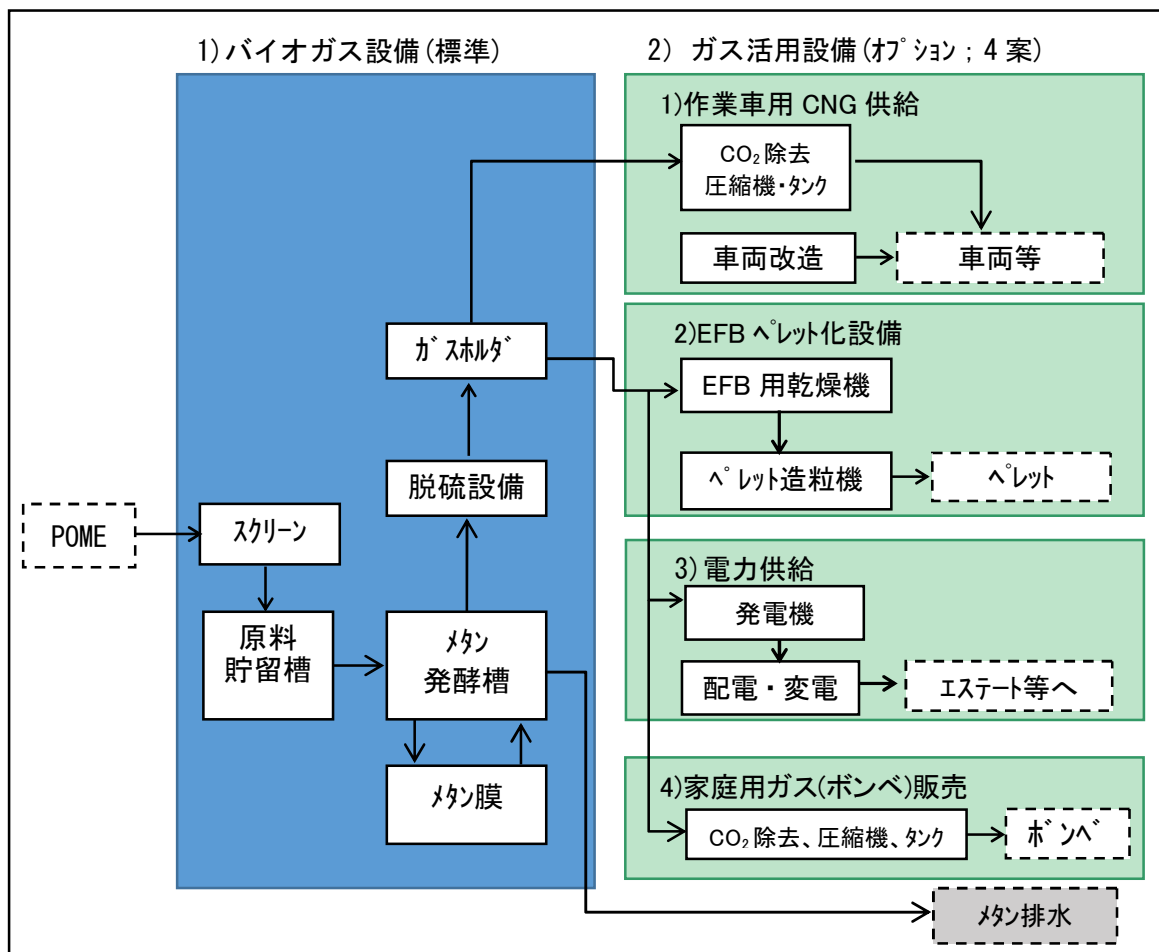 1) バイオガス設備(標準)
2) ガス活用設備(ｵﾌﾟｼｮﾝ；4案)
1)作業車用 CNG 供給
CO₂除去
圧縮機・ﾀﾝｸ
車両改造
車両等
ｶﾞｽﾎﾙﾀﾞ
2)EFB ﾍﾟﾚｯﾄ化設備
EFB 用乾燥機
脱硫設備
ﾍﾟﾚｯﾄ造粒機
ﾍﾟﾚｯﾄ
POME
ｽｸﾘｰﾝ
3)電力供給
発電機
原料
貯留槽
ﾒﾀﾝ
発酵槽
配電・変電
ｴｽﾃｰﾄ等へ
ﾒﾀﾝ膜
4)家庭用ガス(ボンベ)販売
CO₂除去、圧縮機、ﾀﾝｸ
ﾎﾞﾝﾍﾞ
ﾒﾀﾝ排水